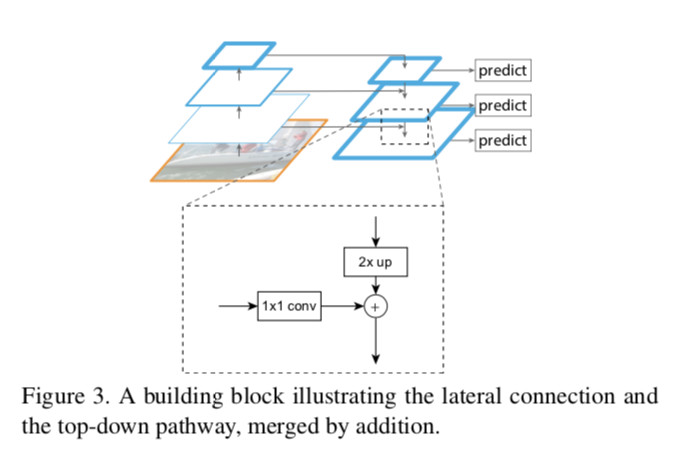 predict
predict
predict
2x up
1x1 conv
+
Figure 3. A building block illustrating the lateral connection and
the top-down pathway, merged by addition.